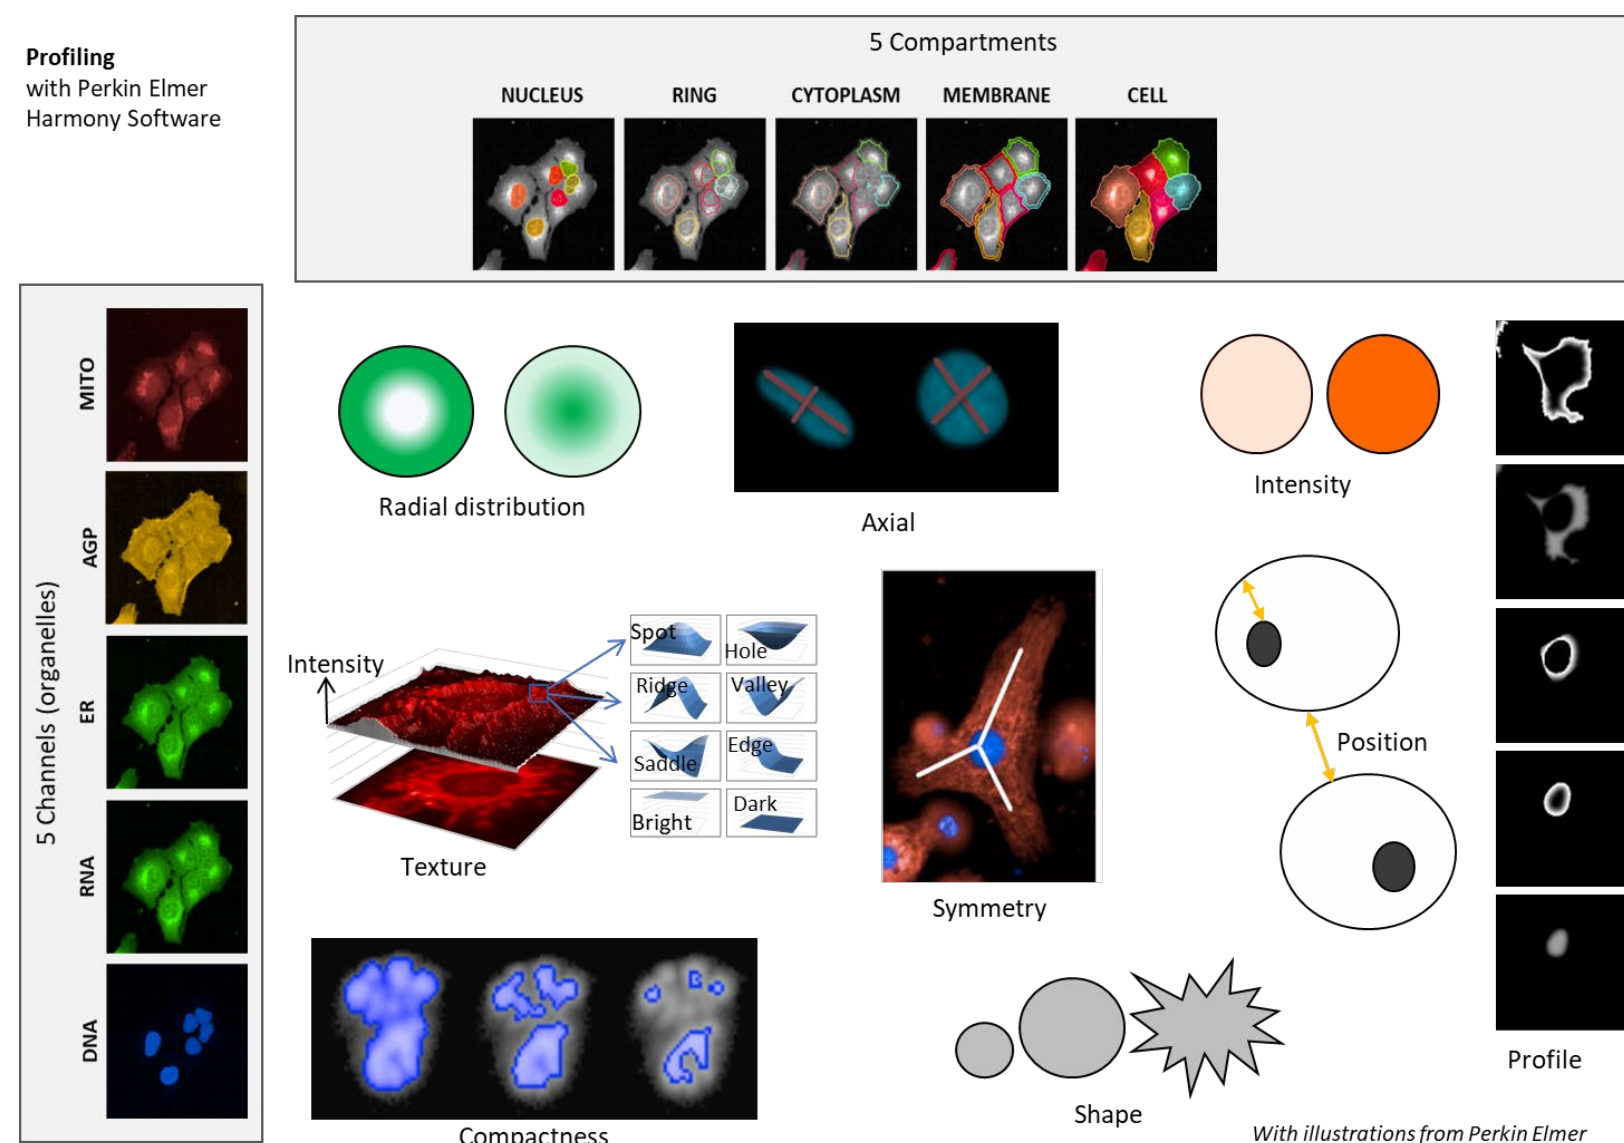 Profiling
with Perkin Elmer
Harmony Software
5 Compartments
NUCLEUS
RING
CYTOPLASM
MEMBRANE
CELL
5 Channels (organelles)
MITO
AGP
ER
RNA
DNA
Radial distribution
Axial
Intensity
Intensity
Spot
Hole
Ridge
Valley
Saddle
Edge
Bright
Dark
Texture
Symmetry
Position
Compactness
Shape
Profile
With illustrations from Perkin Elmer